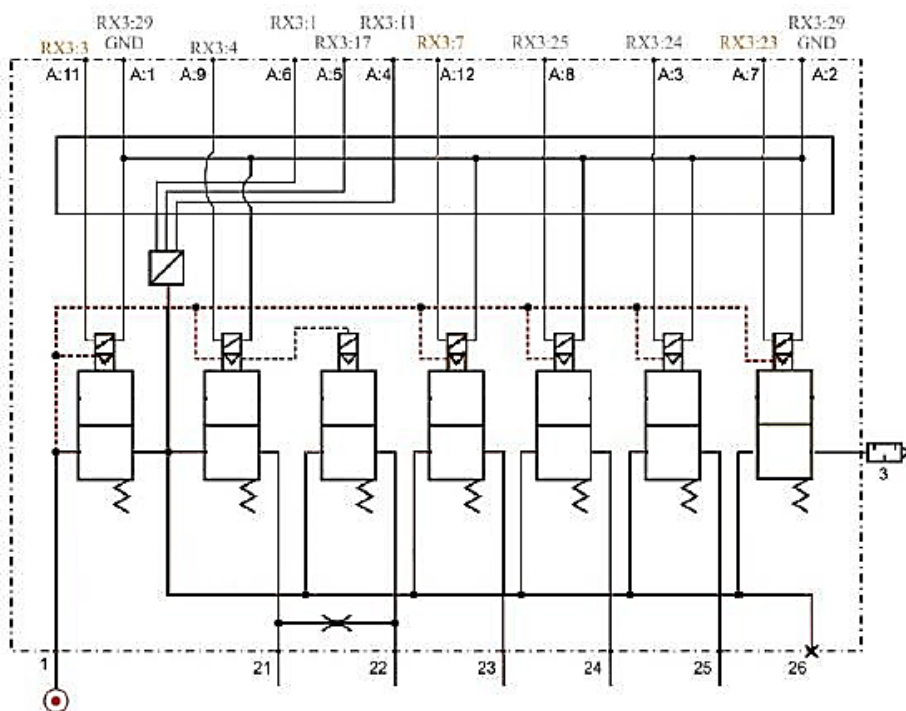 RX3:29 RX3:1 RX3:11 RX3:29
RX3:3 GND RX3:4 RX3:17 RX3:7 RX3:25 RX3:24 RX3:23 GND
A:11 A:1 A:9 A:6 A:5 A:4 A:12 A:8 A:3 A:7 A:2
3
1 21 22 23 24 25 26